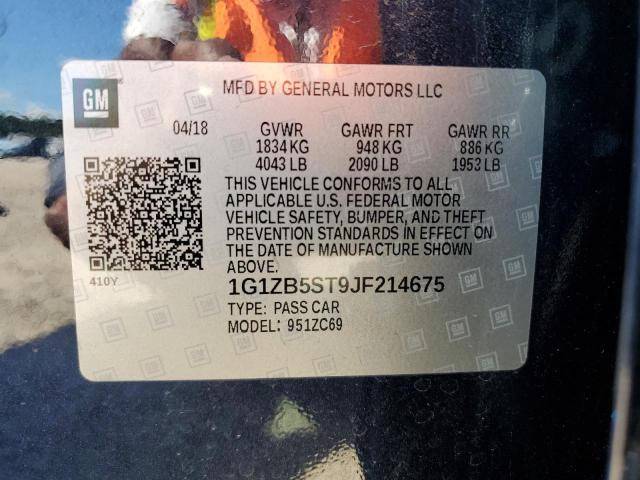 GM
MFD BY GENERAL MOTORS LLC
04/18 GVWR GAWR FRT GAWR RR
1834 KG 948 KG 886 KG
4043 LB 2090 LB 1953 LB
THIS VEHICLE CONFORMS TO ALL
APPLICABLE U.S. FEDERAL MOTOR
VEHICLE SAFETY, BUMPER, AND THEFT
PREVENTION STANDARDS IN EFFECT ON
THE DATE OF MANUFACTURE SHOWN
ABOVE.
410Y
1G1ZB5ST9JF214675
TYPE: PASS CAR
MODEL: 951ZC69